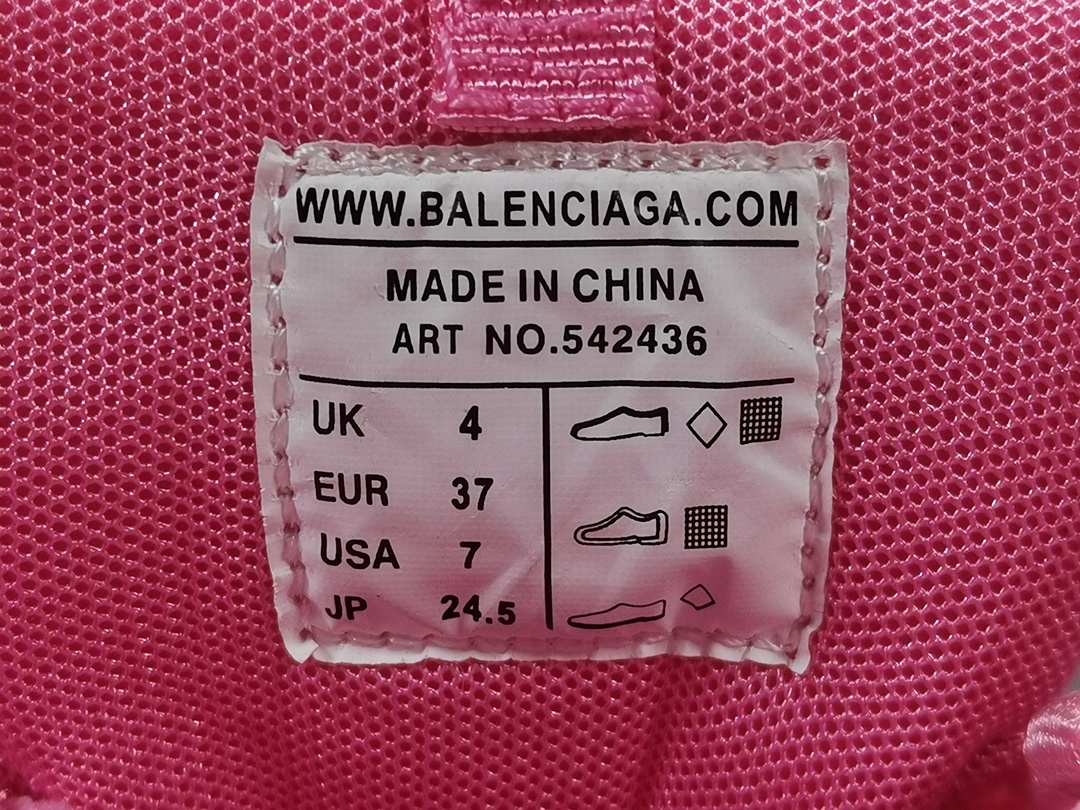 WWW.BALENCIAGA.COM
MADE IN CHINA
ART NO.542436
UK 4
EUR 37
USA 7
JP 24.5